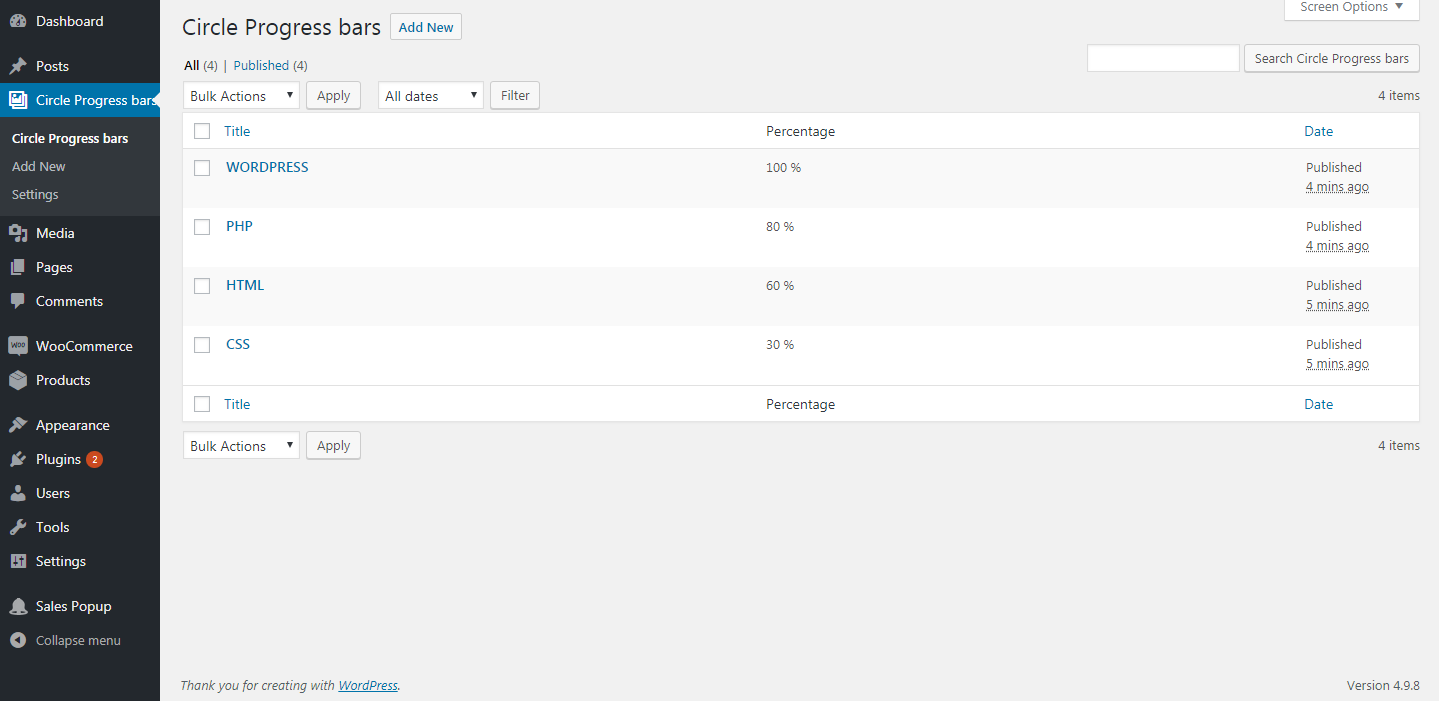 Dashboard
Posts
Circle Progress bars
Circle Progress bars
Add New
Settings
Media
Pages
Comments
WOO WooCommerce
Products
Appearance
Plugins 2
Users
Tools
Settings
Sales Popup
Collapse menu
Screen Options
Circle Progress bars Add New
All (4) | Published (4)
Search Circle Progress bars
Bulk Actions Apply All dates Filter 4 items
Title Percentage Date
WORDPRESS 100 % Published
4 mins ago
PHP 80 % Published
4 mins ago
HTML 60 % Published
5 mins ago
CSS 30 % Published
5 mins ago
Title Percentage Date
Bulk Actions Apply 4 items
Thank you for creating with WordPress. Version 4.9.8